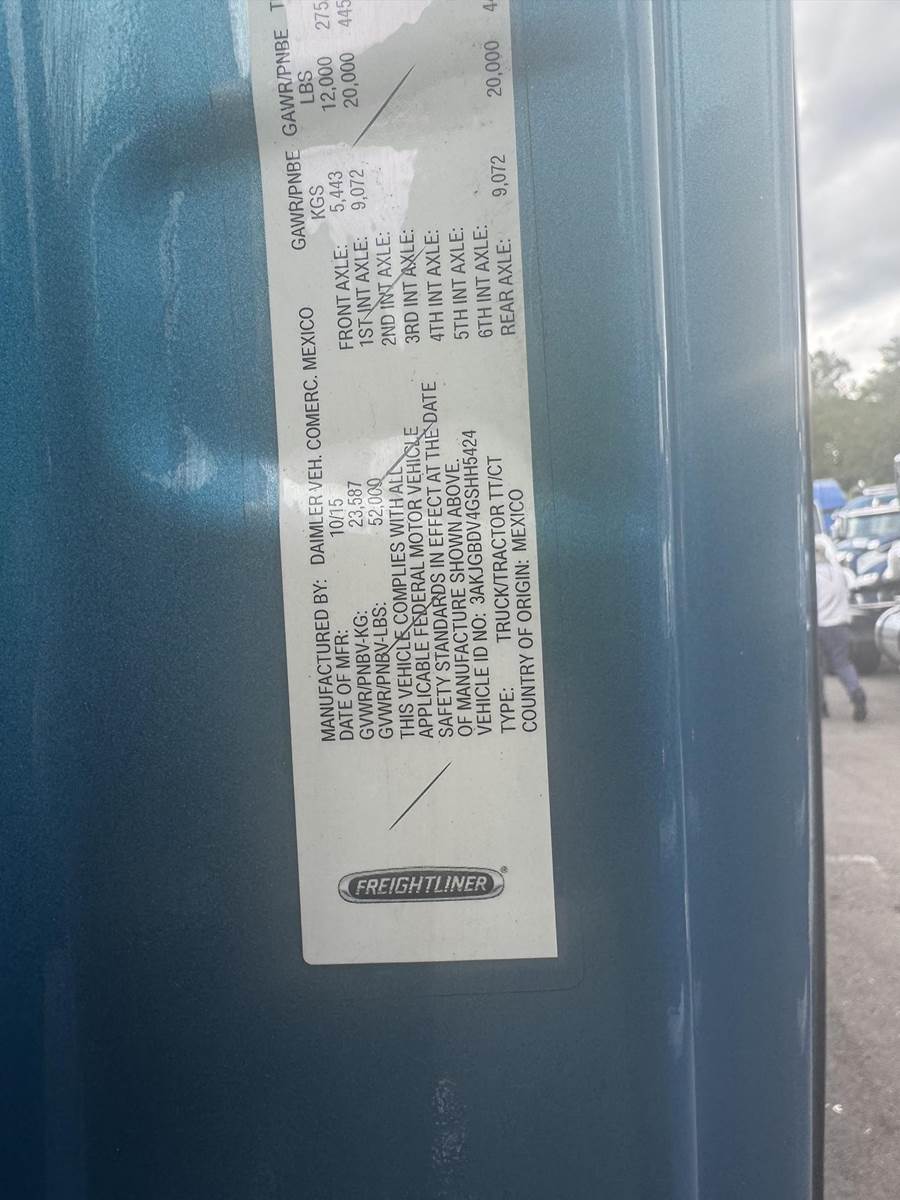 FREIGHTLINER®
MANUFACTURED BY: DAIMLER VEH. COMERC. MEXICO
DATE OF MFR: 10/15
GVWR/PNBV-KG: 23,587
GVWR/PNBV-LBS: 52,000
THIS VEHICLE COMPLIES WITH ALL
APPLICABLE FEDERAL MOTOR VEHICLE
SAFETY STANDARDS IN EFFECT AT THE DATE
OF MANUFACTURE SHOWN ABOVE.
VEHICLE ID NO: 3AKJGBDV4GSHH5424
TYPE: TRUCK/TRACTOR TT/CT
COUNTRY OF ORIGIN: MEXICO
GAWR/PNBE GAWR/PNBE
KGS LBS
FRONT AXLE: 5,443 12,000 275
1ST INT AXLE: 9,072 20,000 445
2ND INT AXLE:
3RD INT AXLE:
4TH INT AXLE:
5TH INT AXLE:
6TH INT AXLE:
REAR AXLE: 9,072 20,000